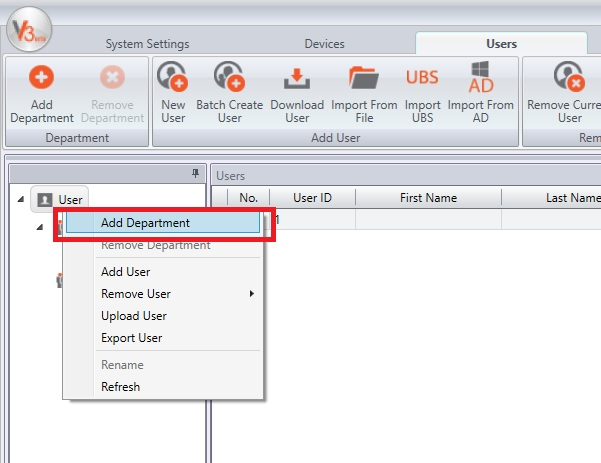 V3
System Settings
Devices
Users
Add Department
Remove Department
New User
Batch Create User
Download User
Import From File
UBS
Import UBS
AD
Import From AD
Remove Curre
User
Department
Add User
Rem
Users
User
No.
User ID
First Name
Last Name
1
Add Department
Remove Department
Add User
Remove User
Upload User
Export User
Rename
Refresh